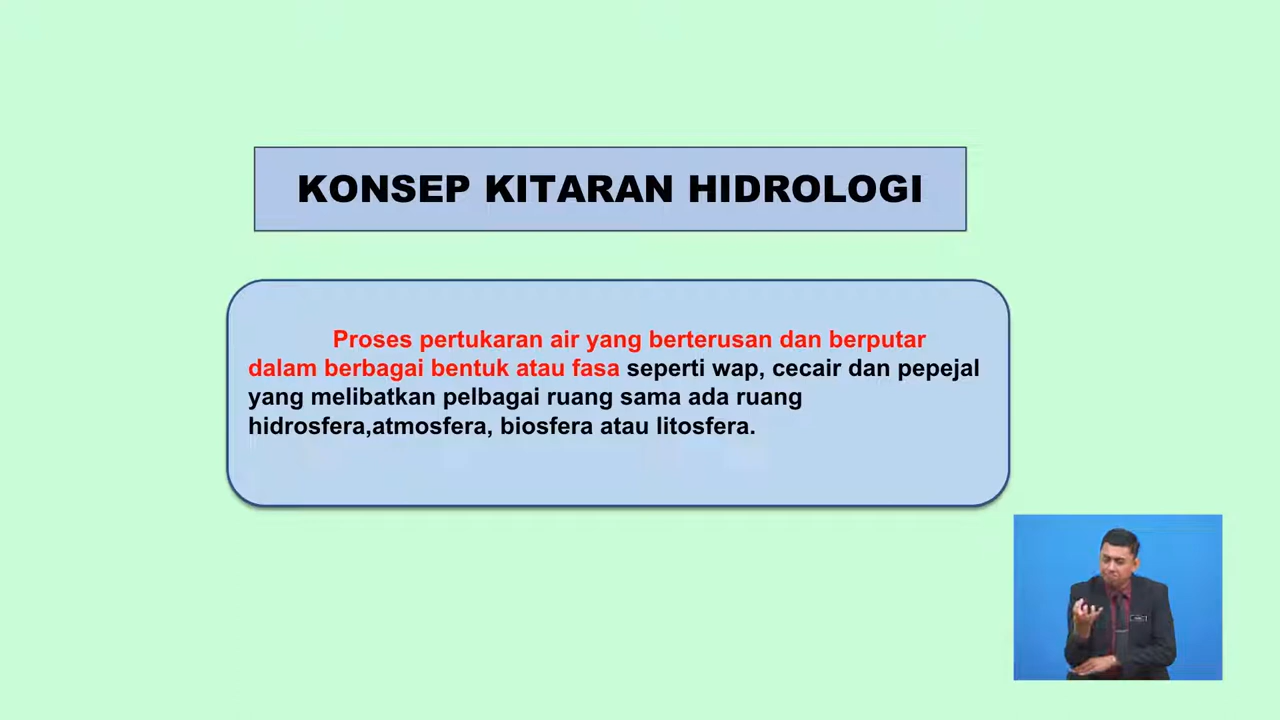 KONSEP KITARAN HIDROLOGI
Proses pertukaran air yang berterusan dan berputar
dalam berbagai bentuk atau fasa seperti wap, cecair dan pepejal
yang melibatkan pelbagai ruang sama ada ruang
hidrosfera,atmosfera, biosfera atau litosfera.